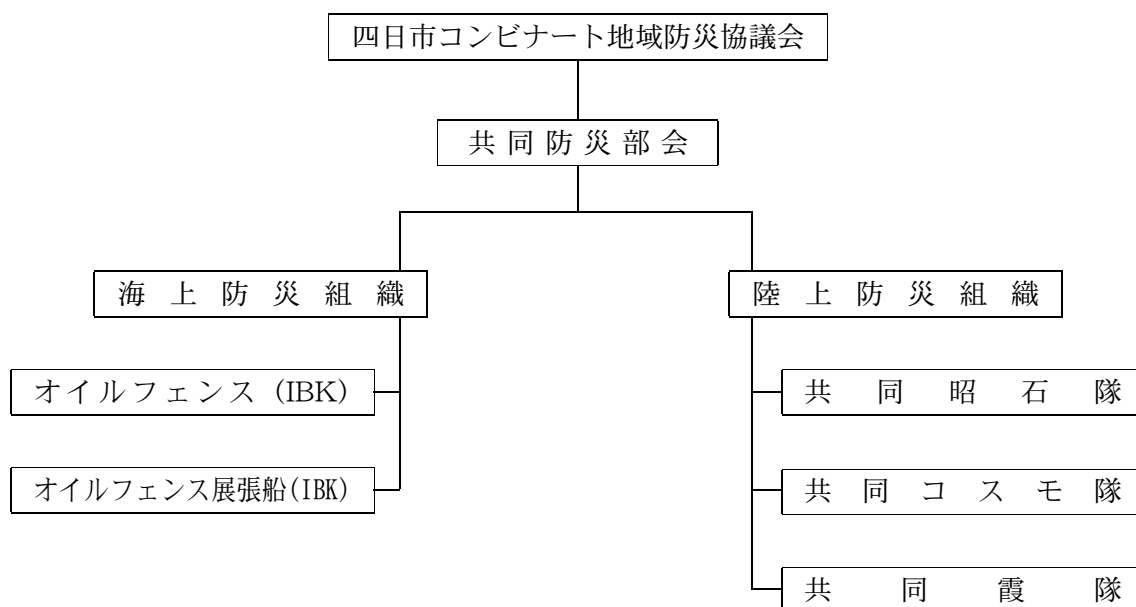 四日市コンビナート地域防災協議会
共同防災部会
海上防災組織
陸上防災組織
オイルフェンス (IBK)
共同昭石隊
オイルフェンス展張船(IBK)
共同コスモ隊
共同霞隊